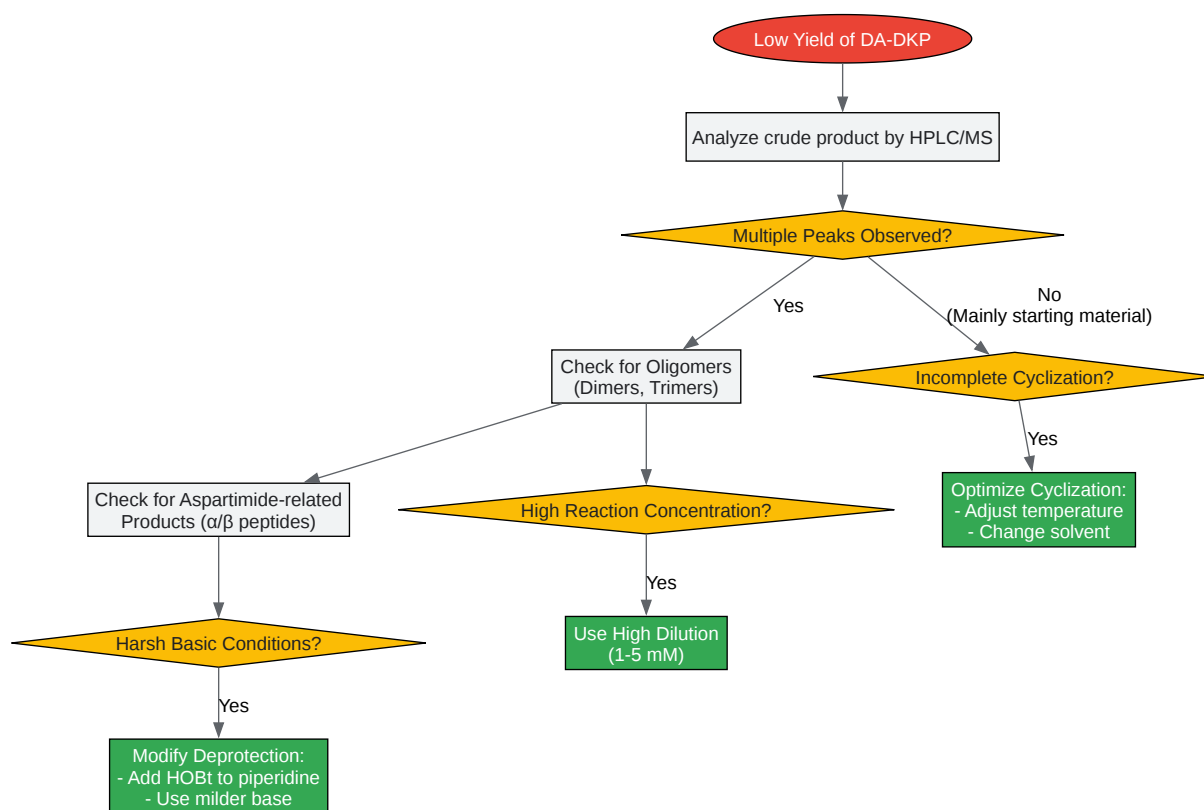 Low Yield of DA-DKP
Analyze crude product by HPLC/MS
Multiple Peaks Observed?
Yes
No
(Mainly starting material)
Check for Oligomers
(Dimers, Trimers)
Incomplete Cyclization?
Yes
Check for Aspartimide-related
Products (α/β peptides)
High Reaction Concentration?
Optimize Cyclization:
- Adjust temperature
- Change solvent
Yes
Harsh Basic Conditions?
Use High Dilution
(1-5 mM)
Yes
Modify Deprotection:
- Add HOBt to piperidine
- Use milder base